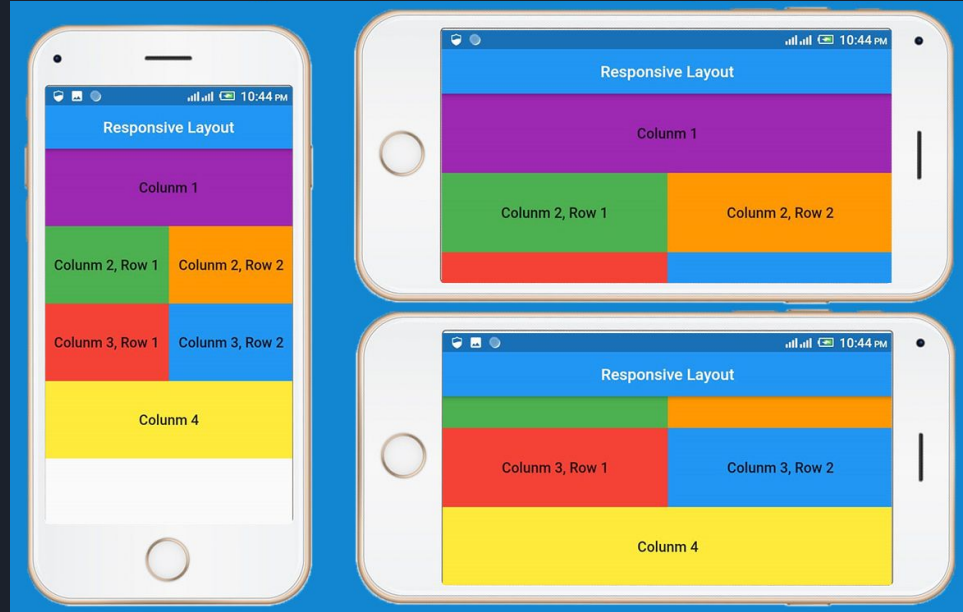 10:44 PM
Responsive Layout
Colunm 1
Colunm 2, Row 1
Colunm 2, Row 2
Colunm 3, Row 1
Colunm 3, Row 2
Colunm 4
10:44 PM
Responsive Layout
Colunm 1
Colunm 2, Row 1
Colunm 2, Row 2
10:44 PM
Responsive Layout
Colunm 3, Row 1
Colunm 3, Row 2
Colunm 4